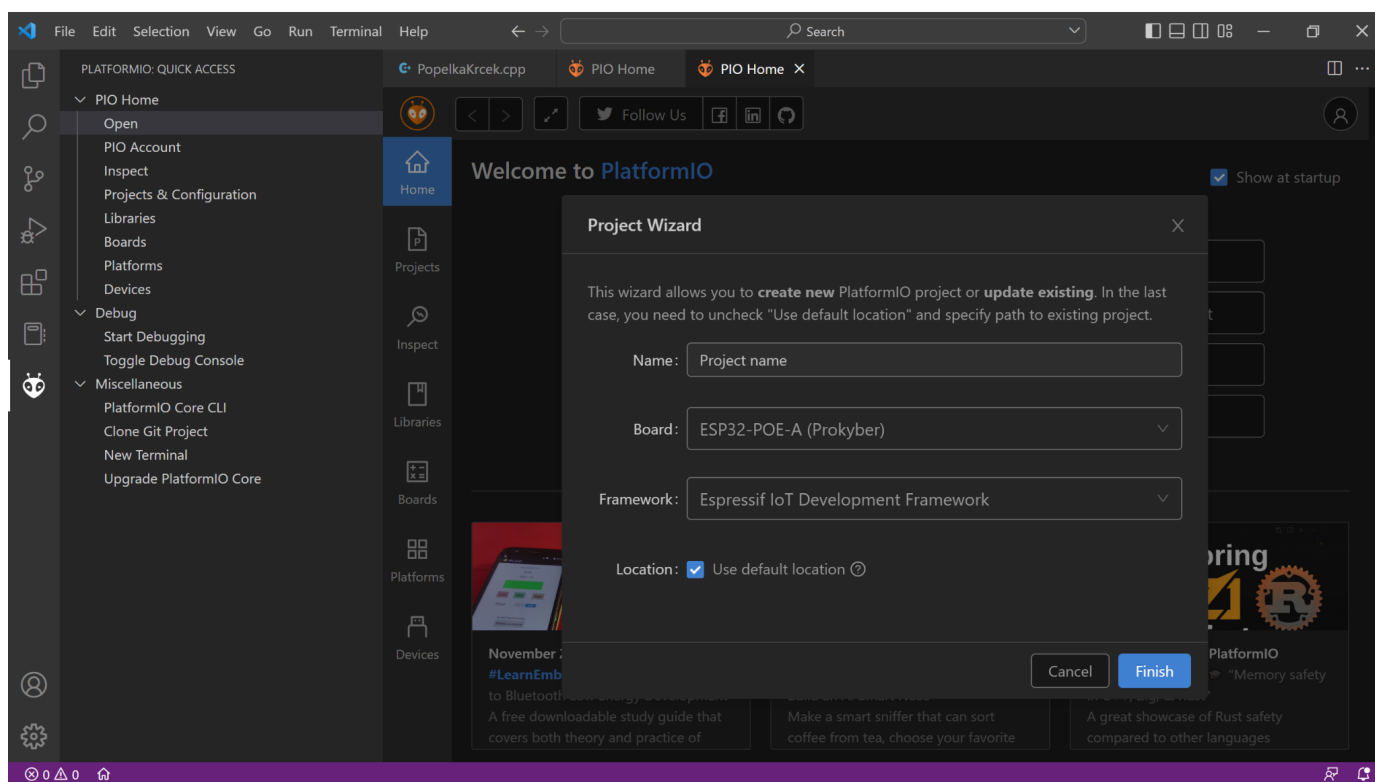 File Edit Selection View Go Run Terminal Help
Search
PLATFORMIO: QUICK ACCESS
PopelkaKrcek.cpp
PIO Home
PIO Home
PIO Home
Open
PIO Account
Inspect
Projects & Configuration
Libraries
Boards
Platforms
Devices
Debug
Start Debugging
Toggle Debug Console
Miscellaneous
PlatformIO Core CLI
Clone Git Project
New Terminal
Upgrade PlatformIO Core
Follow Us
Home
Projects
Inspect
Libraries
Boards
Platforms
Devices
Welcome to PlatformIO
Show at startup
Project Wizard
This wizard allows you to create new PlatformIO project or update existing. In the last
case, you need to uncheck "Use default location" and specify path to existing project.
Name: Project name
Board: ESP32-POE-A (Prokyber)
Framework: Espressif IoT Development Framework
Location: Use default location
Cancel
Finish
November
#LearnEmb
to Bluetooth
A free downloadable study guide that
covers both theory and practice of
Make a smart sniffer that can sort
coffee from tea, choose your favorite
PlatformIO
"Memory safety
A great showcase of Rust safety
compared to other languages
0 0